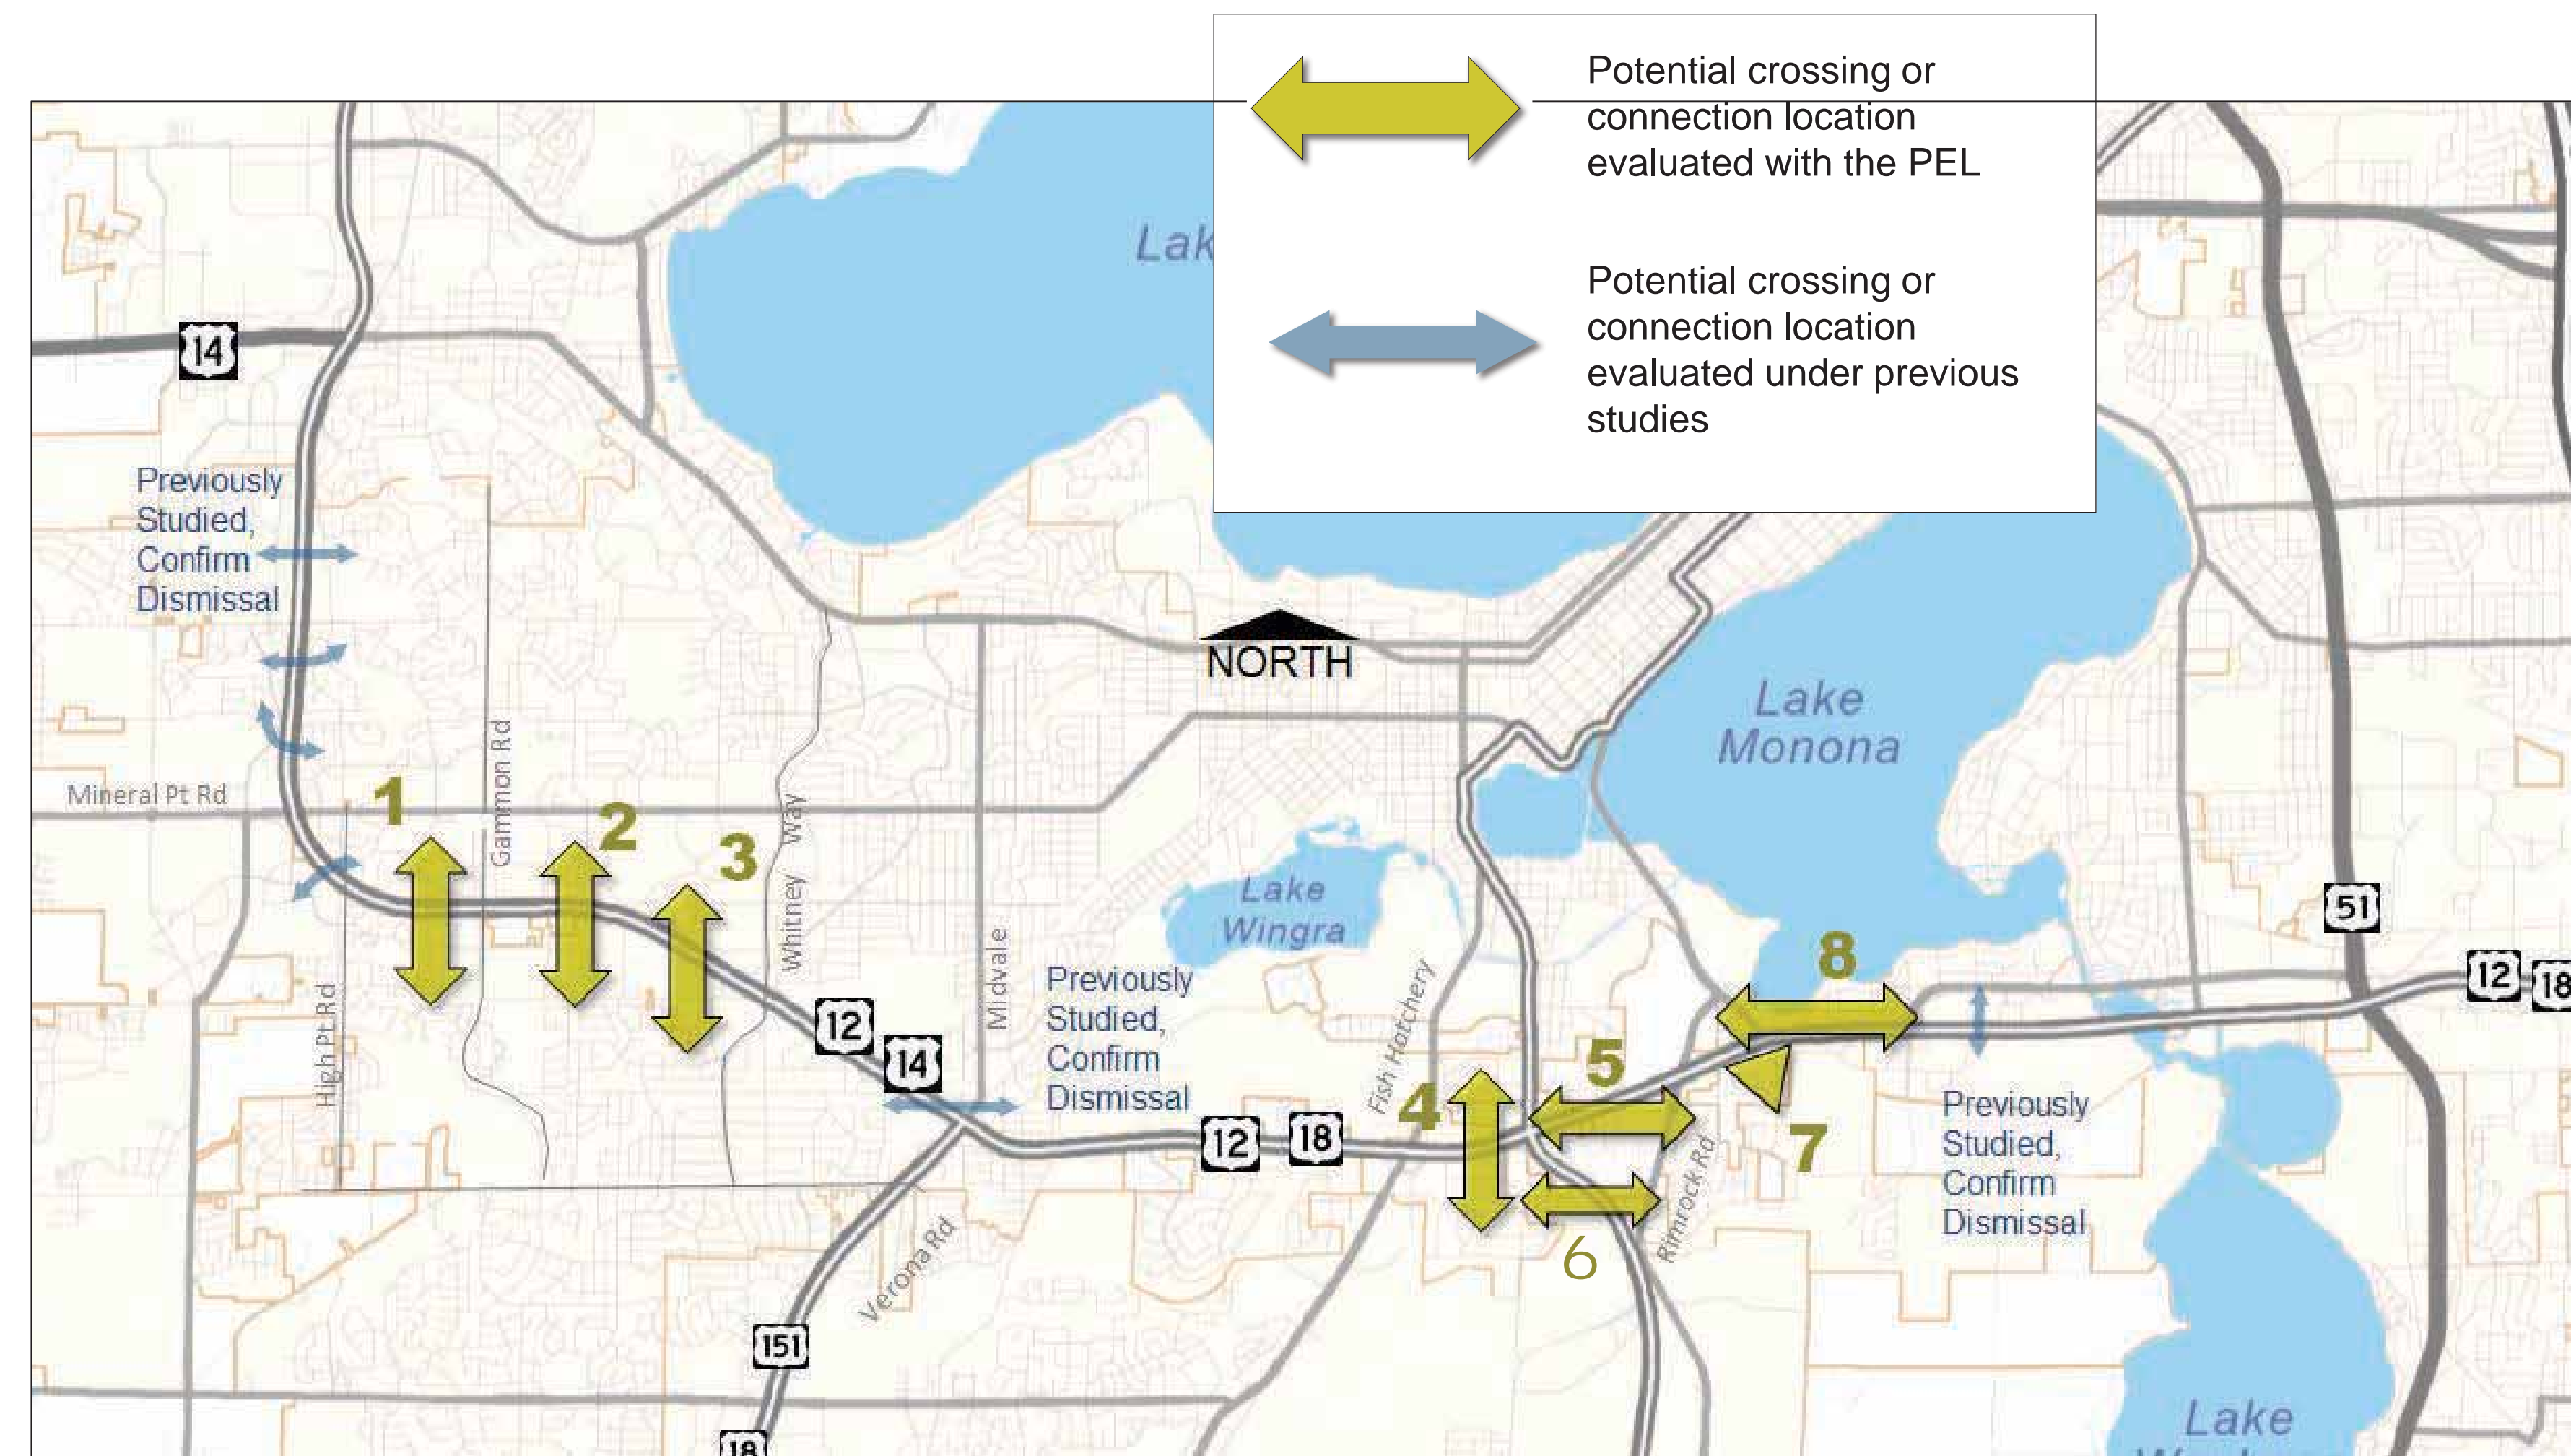 Potential crossing or
connection location
evaluated with the PEL
Potential crossing or
connection location
evaluated under previous
studies
Lak
14
Previously
Studied,
Confirm
Dismissal
NORTH
Lake
Monona
Mineral Pt Rd
Gammon Rd
1
2
3
Whitney Way
Lake
Wingra
51
High Pt Rd
Midvale
Previously
Studied,
Confirm
Dismissal
Fish Hatchery
8
12
18
12
14
5
4
12
18
7
Rimrock Rd
Previously
Studied,
Confirm
Dismissal
6
Verona Rd
151
18
Lake